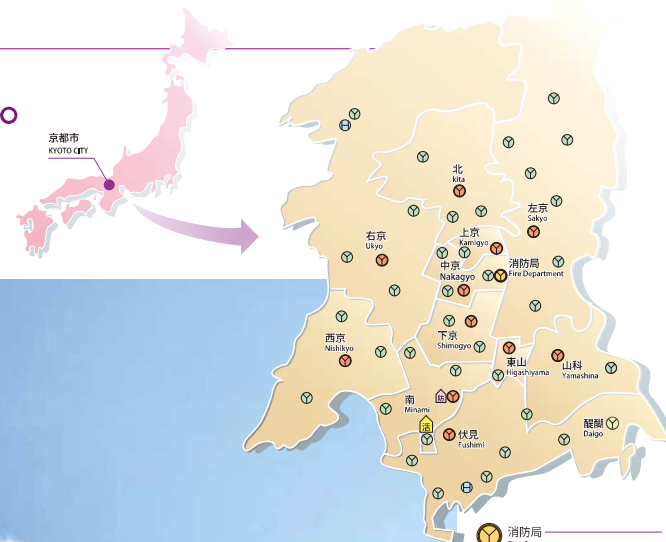 京都市
KYOTO CITY
北
kita
左京
Sakyo
上京
Kamigyo
右京
Ukyo
中京
Nakagyo
消防局
Fire Department
西京
Nishikyo
下京
Shimogyo
東山
Higashiyama
山科
Yamashina
南
Minami
防
活
醍醐
Daigo
伏見
Fushimi
H
H
消防局